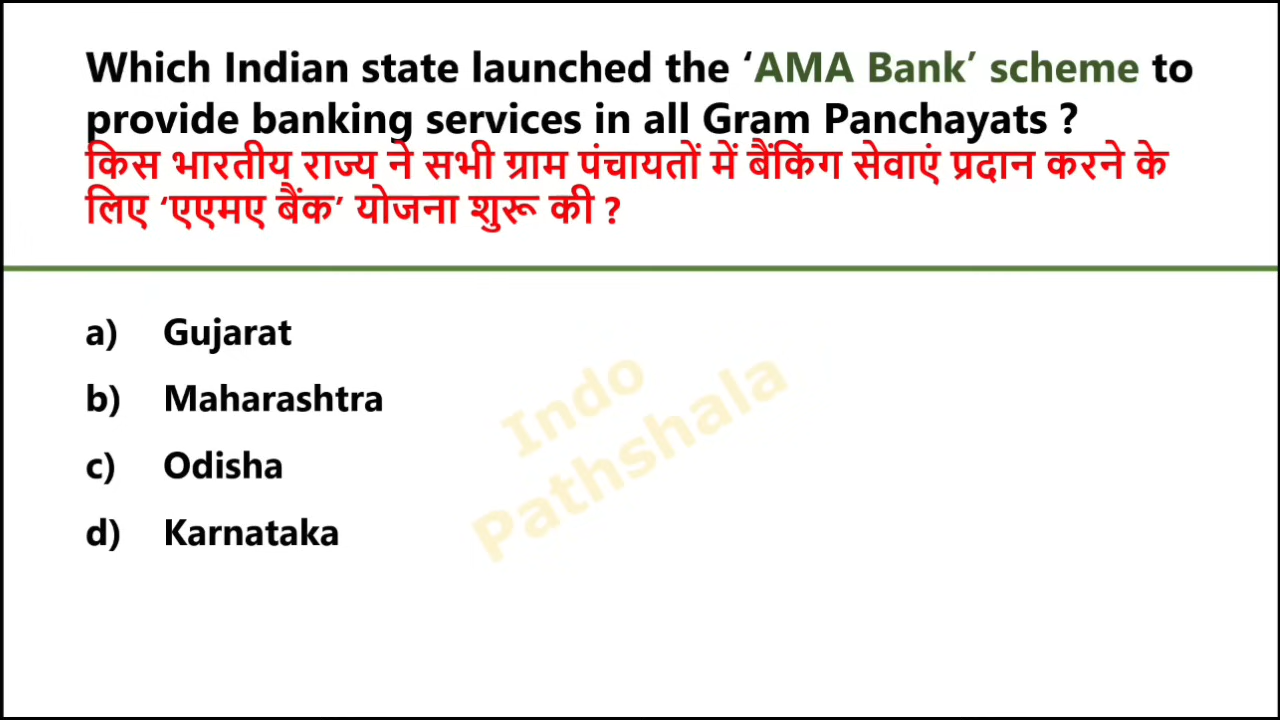 Which Indian state launched the ‘AMA Bank’ scheme to
provide banking services in all Gram Panchayats ?
किस भारतीय राज्य ने सभी ग्राम पंचायतों में बैंकिंग सेवाएं प्रदान करने के
लिए ‘एएमए बैंक’ योजना शुरू की ?
a) Gujarat
b) Maharashtra
c) Odisha
d) Karnataka
Indo
Pathshala